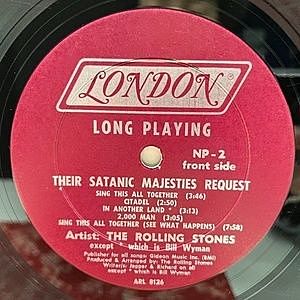 LONDON
LONG PLAYING
NP-2
front side
THEIR SATANIC MAJESTIES REQUEST
SING THIS ALL TOGETHER (3:46)
CITADEL (2:50)
IN ANOTHER LAND * (3:13)
2,000 MAN (3:05)
SING THIS ALL TOGETHER (SEE WHAT HAPPENS) (7:58)
Artist: THE ROLLING STONES
except * which is Bill Wyman
Publisher for all songs Gideon Music Inc. (BMI)
Produced & Arranged by: The Rolling Stones
Writers: Jagger & Richard on all
except * which is Bill Wyman
ARL 8126